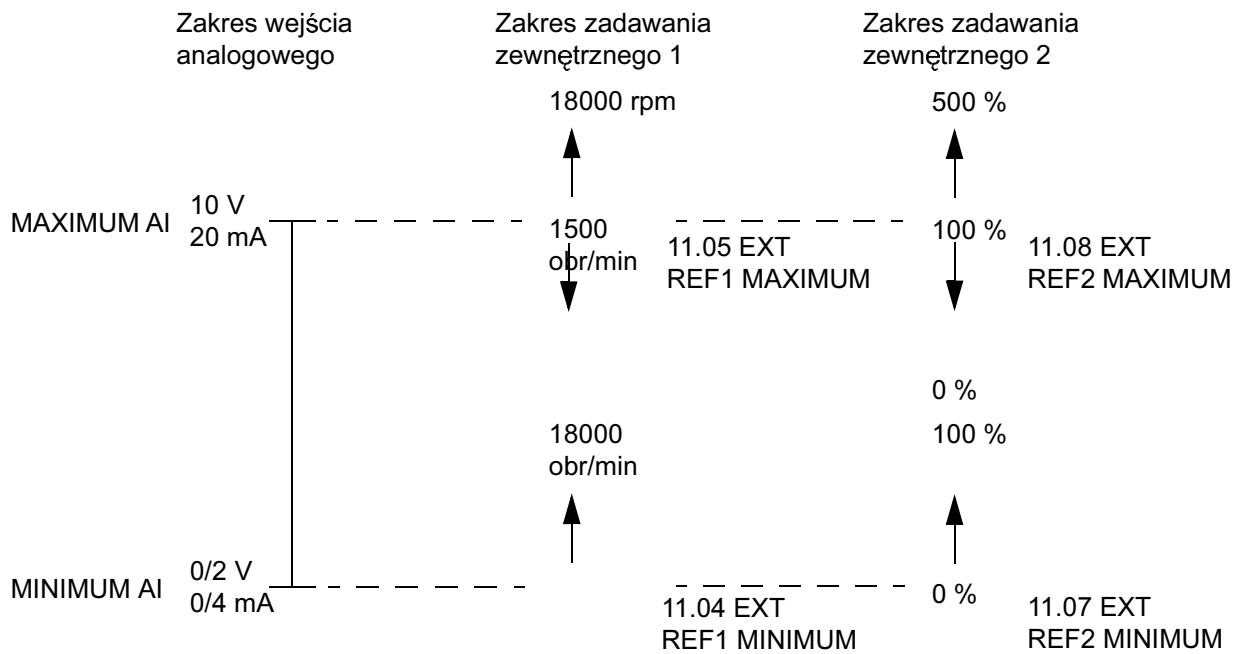 Zakres wejścia
analogowego
Zakres zadawania
zewnętrznego 1
Zakres zadawania
zewnętrznego 2
18000 rpm
500 %
MAXIMUM AI
10 V
20 mA
1500
obr/min
11.05 EXT
REF1 MAXIMUM
100 %
11.08 EXT
REF2 MAXIMUM
0 %
18000
obr/min
100 %
MINIMUM AI
0/2 V
0/4 mA
11.04 EXT
REF1 MINIMUM
0 %
11.07 EXT
REF2 MINIMUM